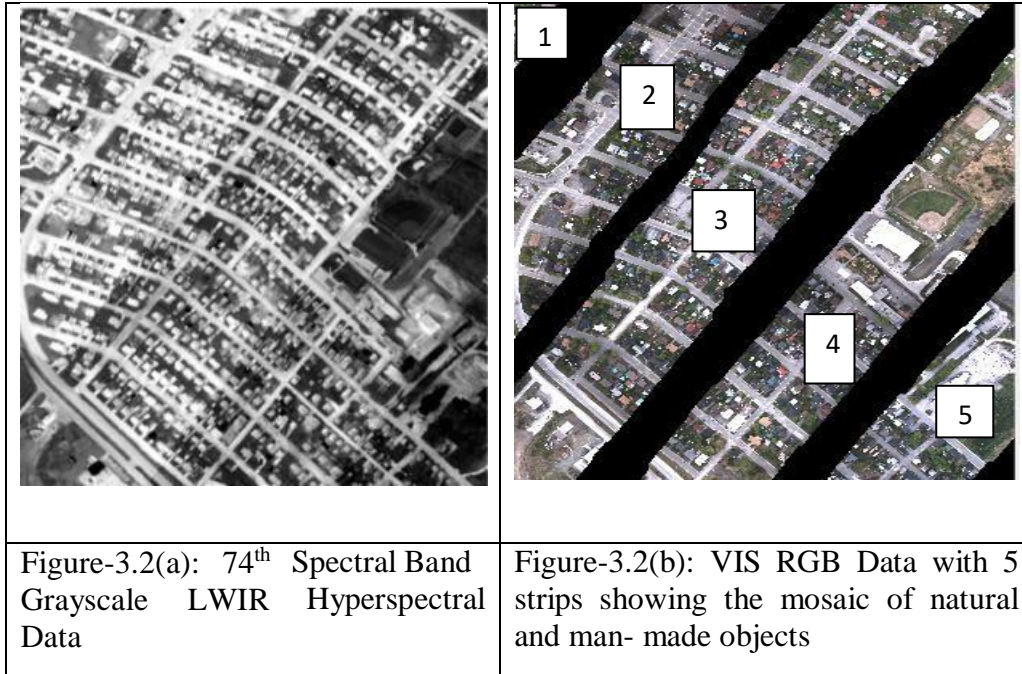 1
2
3
4
5
Figure-3.2(a): 74th Spectral Band
Grayscale LWIR Hyperspectral
Data
Figure-3.2(b): VIS RGB Data with 5
strips showing the mosaic of natural
and man- made objects